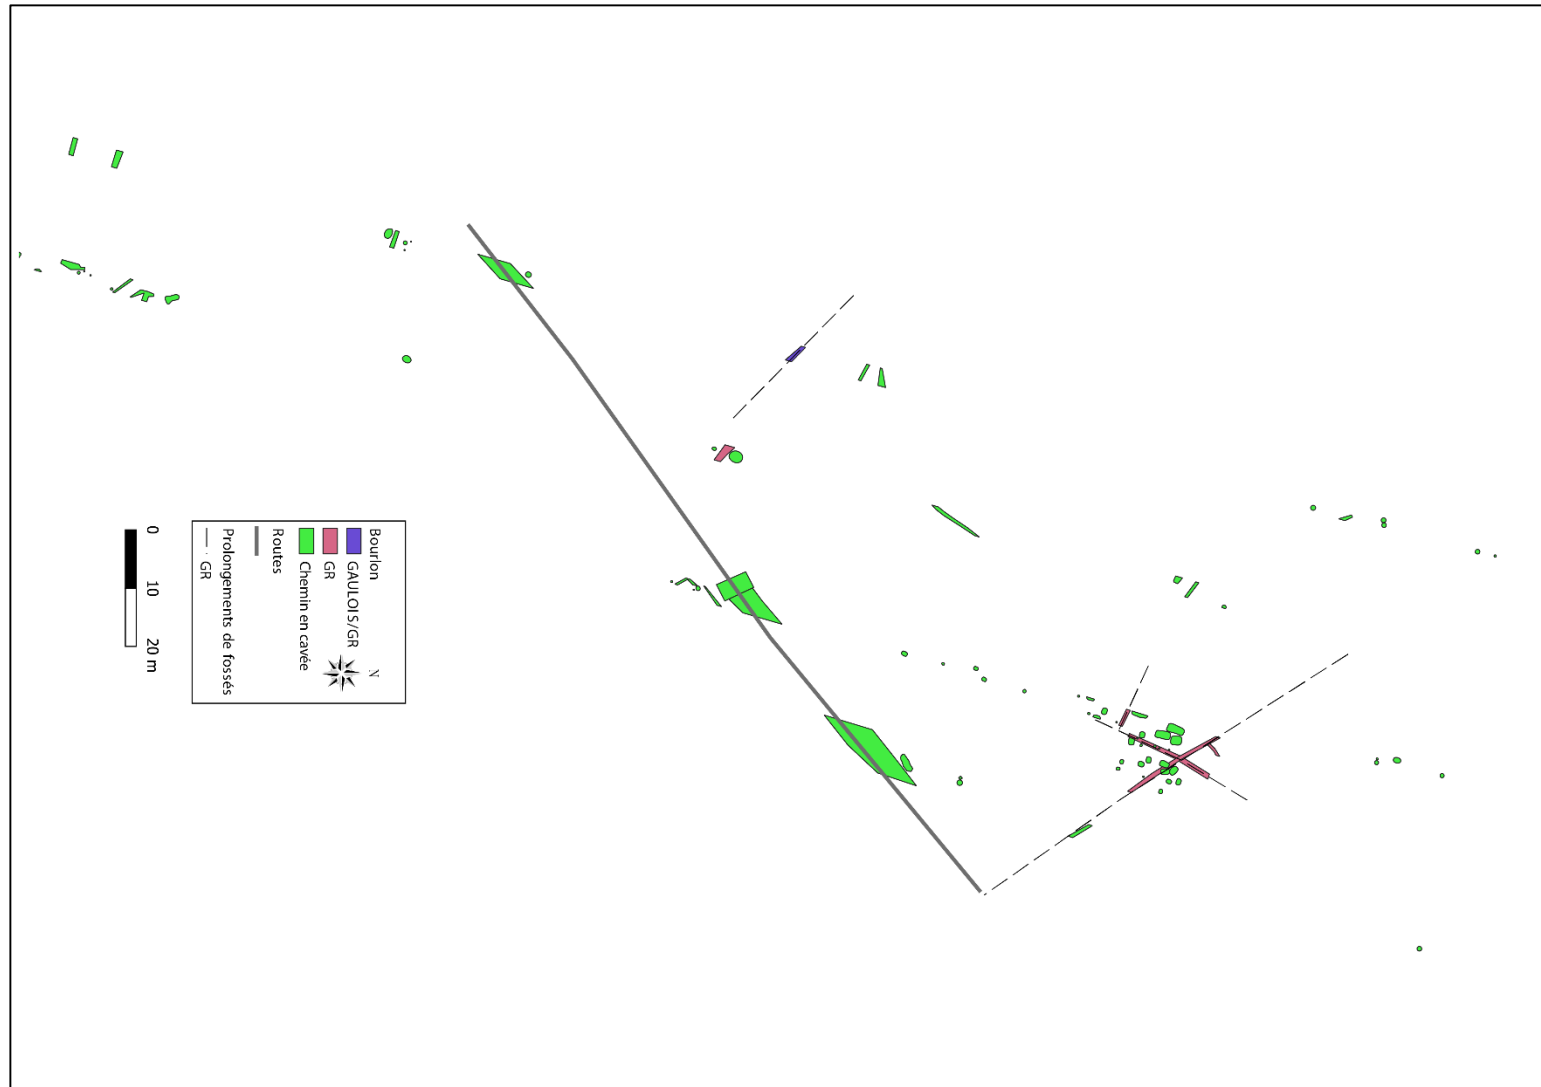 Bourlon
GAULOIS/GR
GR
Chemin en cavée
Routes
Prolongements de fossés
GR
N
0 10 20 m